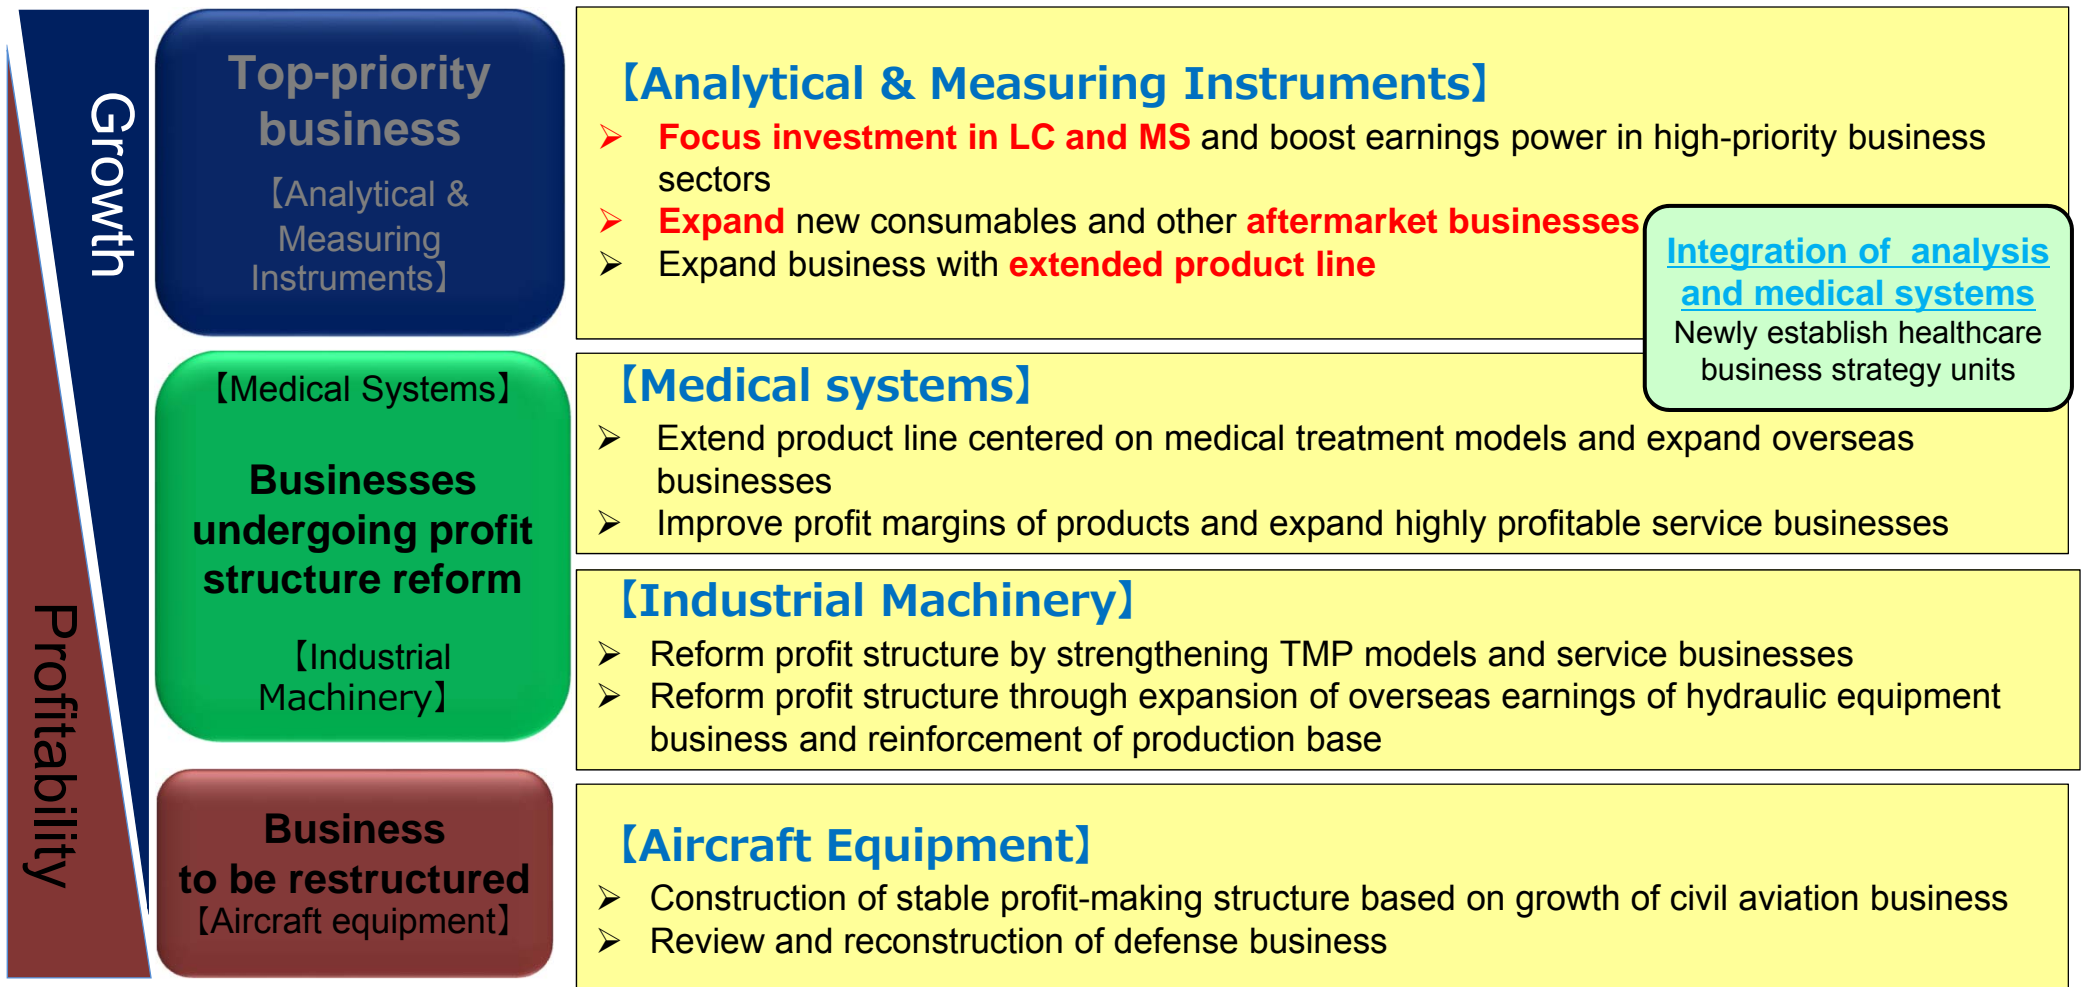 Growth
Profitability
Top-priority
business
【Analytical &
Measuring
Instruments】
【Analytical & Measuring Instruments】
➢ Focus investment in LC and MS and boost earnings power in high-priority business
sectors
➢ Expand new consumables and other aftermarket businesses
➢ Expand business with extended product line
Integration of analysis
and medical systems
Newly establish healthcare
business strategy units
【Medical Systems】
Businesses
undergoing profit
structure reform
【Industrial
Machinery】
【Medical systems】
➢ Extend product line centered on medical treatment models and expand overseas
businesses
➢ Improve profit margins of products and expand highly profitable service businesses
【Industrial Machinery】
➢ Reform profit structure by strengthening TMP models and service businesses
➢ Reform profit structure through expansion of overseas earnings of hydraulic equipment
business and reinforcement of production base
Business
to be restructured
【Aircraft equipment】
【Aircraft Equipment】
➢ Construction of stable profit-making structure based on growth of civil aviation business
➢ Review and reconstruction of defense business